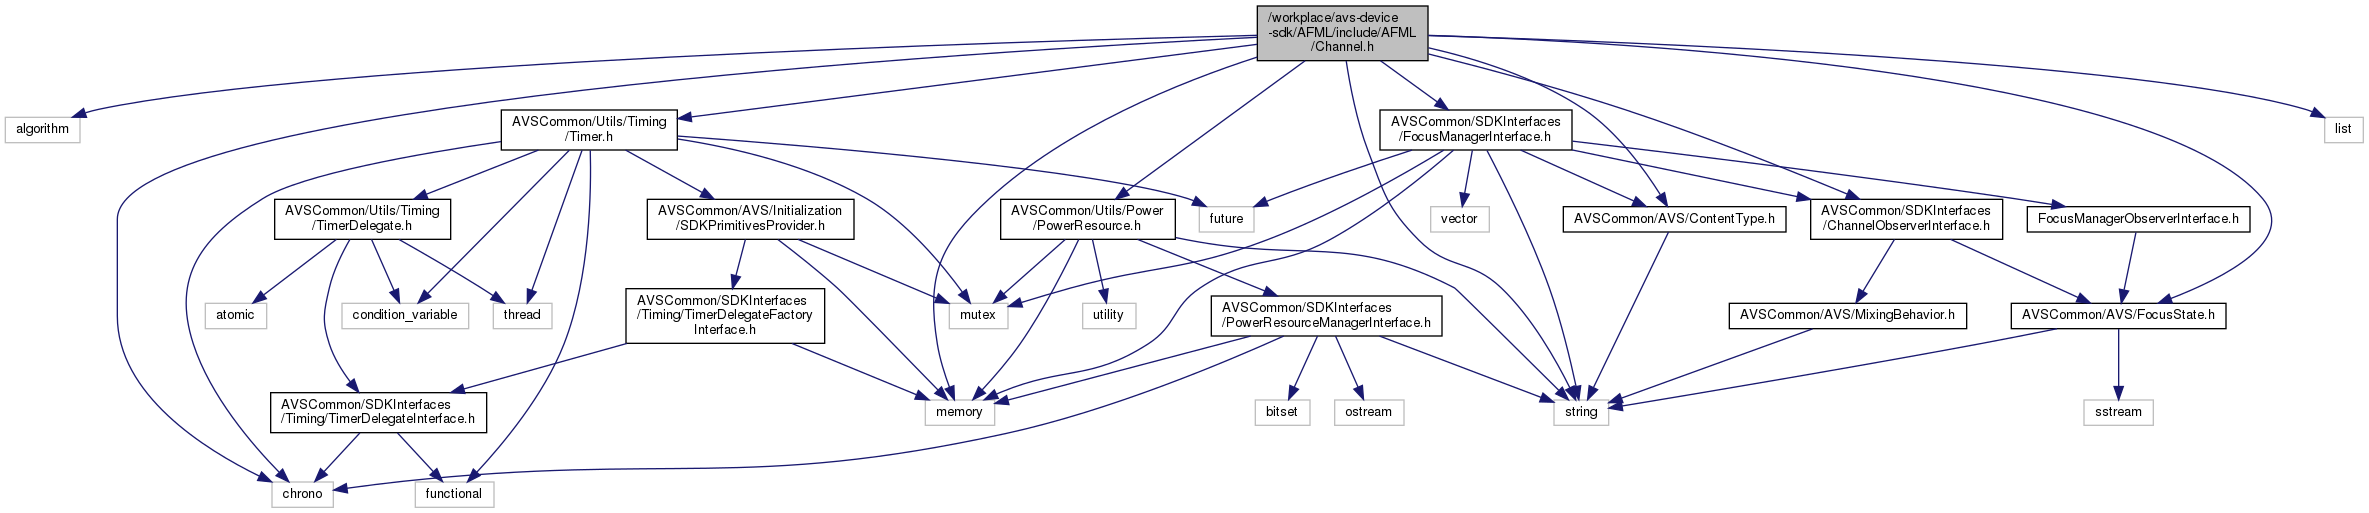 /workplace/avs-device
-sdk/AFML/include/AFML
/Channel.h
algorithm
AVSCommon/Utils/Timing
/Timer.h
AVSCommon/SDKInterfaces
/FocusManagerInterface.h
list
AVSCommon/Utils/Timing
/TimerDelegate.h
AVSCommon/AVS/Initialization
/SDKPrimitivesProvider.h
AVSCommon/Utils/Power
/PowerResource.h
future
vector
AVSCommon/AVS/ContentType.h
AVSCommon/SDKInterfaces
/ChannelObserverInterface.h
FocusManagerObserverInterface.h
atomic
condition_variable
thread
AVSCommon/SDKInterfaces
/Timing/TimerDelegateFactory
Interface.h
mutex
utility
AVSCommon/SDKInterfaces
/PowerResourceManagerInterface.h
AVSCommon/AVS/MixingBehavior.h
AVSCommon/AVS/FocusState.h
AVSCommon/SDKInterfaces
/Timing/TimerDelegateInterface.h
memory
bitset
ostream
string
sstream
chrono
functional